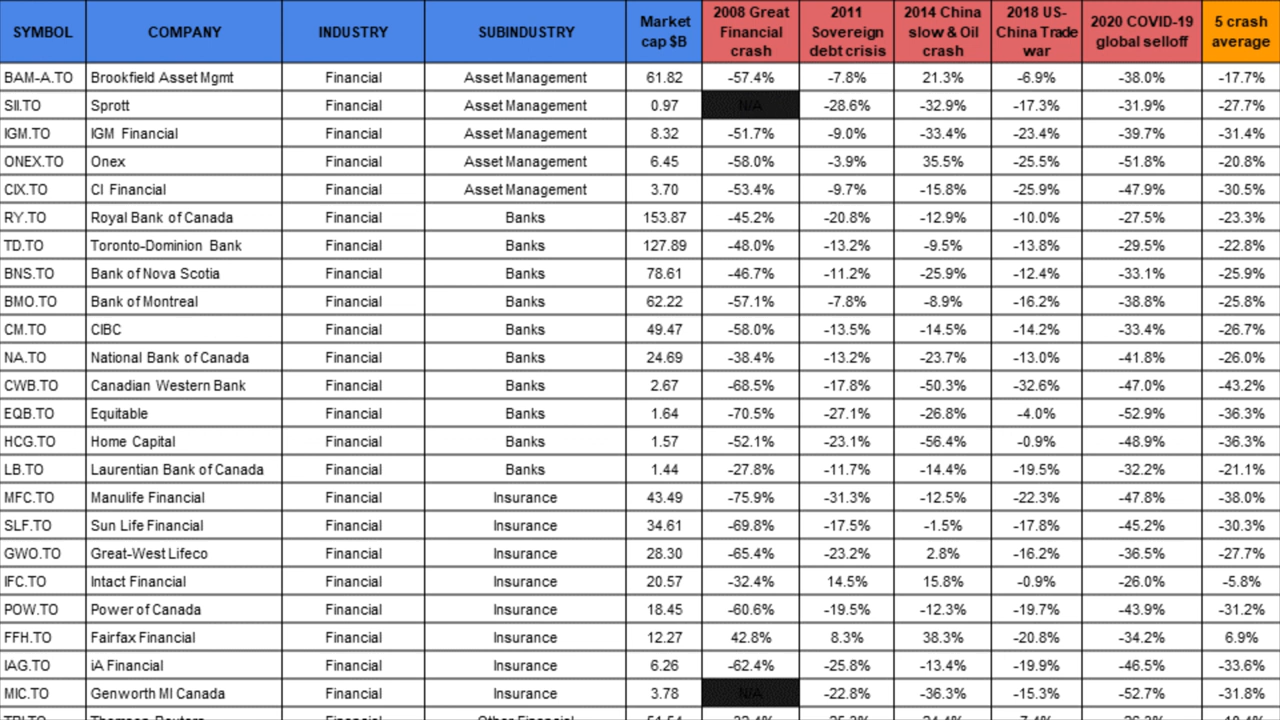 SYMBOL COMPANY INDUSTRY SUBINDUSTRY Market cap $B 2008 Great Financial crash 2011 Sovereign debt crisis 2014 China slow & Oil crash 2018 US-China Trade war 2020 COVID-19 global selloff 5 crash average
BAM-A.TO Brookfield Asset Mgmt Financial Asset Management 61.82 -57.4% -7.8% 21.3% -6.9% -38.0% -17.7%
SII.TO Sprott Financial Asset Management 0.97 N/A -28.6% -32.9% -17.3% -31.9% -27.7%
IGM.TO IGM Financial Financial Asset Management 8.32 -51.7% -9.0% -33.4% -23.4% -39.7% -31.4%
ONEX.TO Onex Financial Asset Management 6.45 -58.0% -3.9% 35.5% -25.5% -51.8% -20.8%
CIX.TO CI Financial Financial Asset Management 3.70 -53.4% -9.7% -15.8% -25.9% -47.9% -30.5%
RY.TO Royal Bank of Canada Financial Banks 153.87 -45.2% -20.8% -12.9% -10.0% -27.5% -23.3%
TD.TO Toronto-Dominion Bank Financial Banks 127.89 -48.0% -13.2% -9.5% -13.8% -29.5% -22.8%
BNS.TO Bank of Nova Scotia Financial Banks 78.61 -46.7% -11.2% -25.9% -12.4% -33.1% -25.9%
BMO.TO Bank of Montreal Financial Banks 62.22 -57.1% -7.8% -8.9% -16.2% -38.8% -25.8%
CM.TO CIBC Financial Banks 49.47 -58.0% -13.5% -14.5% -14.2% -33.4% -26.7%
NA.TO National Bank of Canada Financial Banks 24.69 -38.4% -13.2% -23.7% -13.0% -41.8% -26.0%
CWB.TO Canadian Western Bank Financial Banks 2.67 -68.5% -17.8% -50.3% -32.6% -47.0% -43.2%
EQB.TO Equitable Financial Banks 1.64 -70.5% -27.1% -26.8% -4.0% -52.9% -36.3%
HCG.TO Home Capital Financial Banks 1.57 -52.1% -23.1% -56.4% -0.9% -48.9% -36.3%
LB.TO Laurentian Bank of Canada Financial Banks 1.44 -27.8% -11.7% -14.4% -19.5% -32.2% -21.1%
MFC.TO Manulife Financial Financial Insurance 43.49 -75.9% -31.3% -12.5% -22.3% -47.8% -38.0%
SLF.TO Sun Life Financial Financial Insurance 34.61 -69.8% -17.5% -1.5% -17.8% -45.2% -30.3%
GWO.TO Great-West Lifeco Financial Insurance 28.30 -65.4% -23.2% 2.8% -16.2% -36.5% -27.7%
IFC.TO Intact Financial Financial Insurance 20.57 -32.4% 14.5% 15.8% -0.9% -26.0% -5.8%
POW.TO Power of Canada Financial Insurance 18.45 -60.6% -19.5% -12.3% -19.7% -43.9% -31.2%
FFH.TO Fairfax Financial Financial Insurance 12.27 42.8% 8.3% 38.3% -20.8% -34.2% 6.9%
IAG.TO iA Financial Financial Insurance 6.26 -62.4% -25.8% -13.4% -19.9% -46.5% -33.6%
MIC.TO Genworth MI Canada Financial Insurance 3.78 N/A -22.8% -36.3% -15.3% -52.7% -31.8%